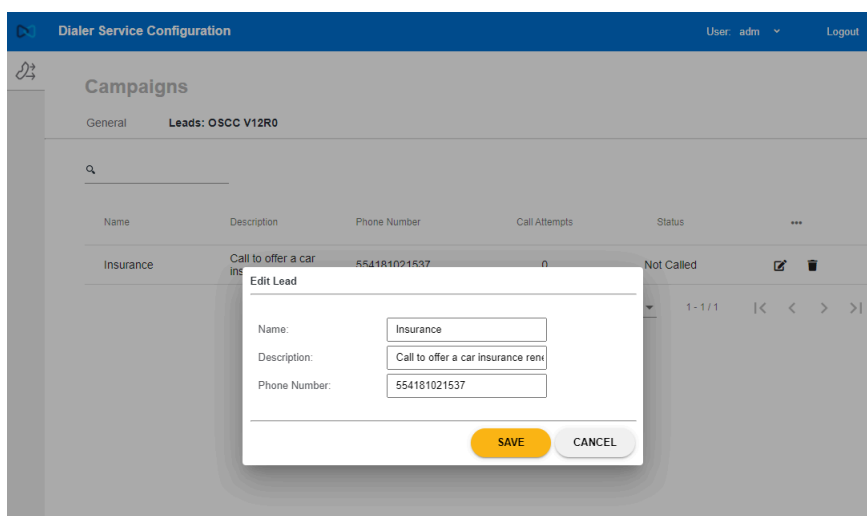 Dialer Service Configuration
User: adm
Logout
Campaigns
General
Leads: OSCC V12R0
Name
Description
Phone Number
Call Attempts
Status
Insurance
Call to offer a car
554181021537
0
Not Called
1 - 1 / 1
Edit Lead
Name:
Insurance
Description:
Call to offer a car insurance
Phone Number:
554181021537
SAVE
CANCEL